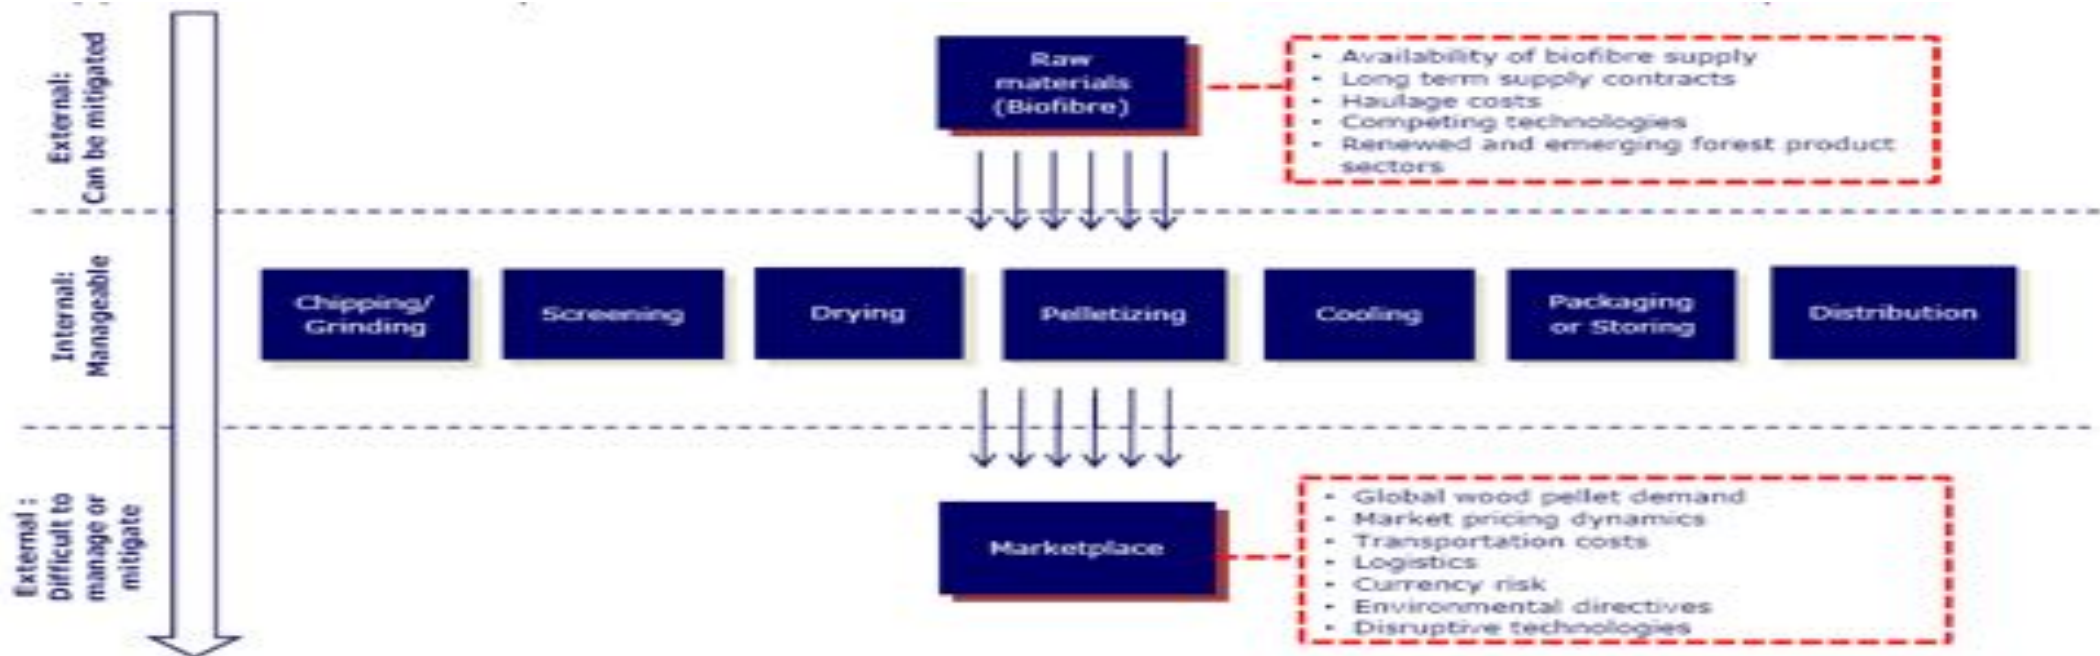 External:
Can be mitigated
Raw
materials
(Biofibre)
• Availability of biofibre supply
• Long term supply contracts
• Haulage costs
• Competing technologies
• Renewed and emerging forest product
sectors
Internal:
Manageable
Chipping/
Grinding
Screening
Drying
Pelletizing
Cooling
Packaging
or Storing
Distribution
External :
Difficult to
manage or
mitigate
Marketplace
• Global wood pellet demand
• Market pricing dynamics
• Transportation costs
• Logistics
• Currency risk
• Environmental directives
• Disruptive technologies